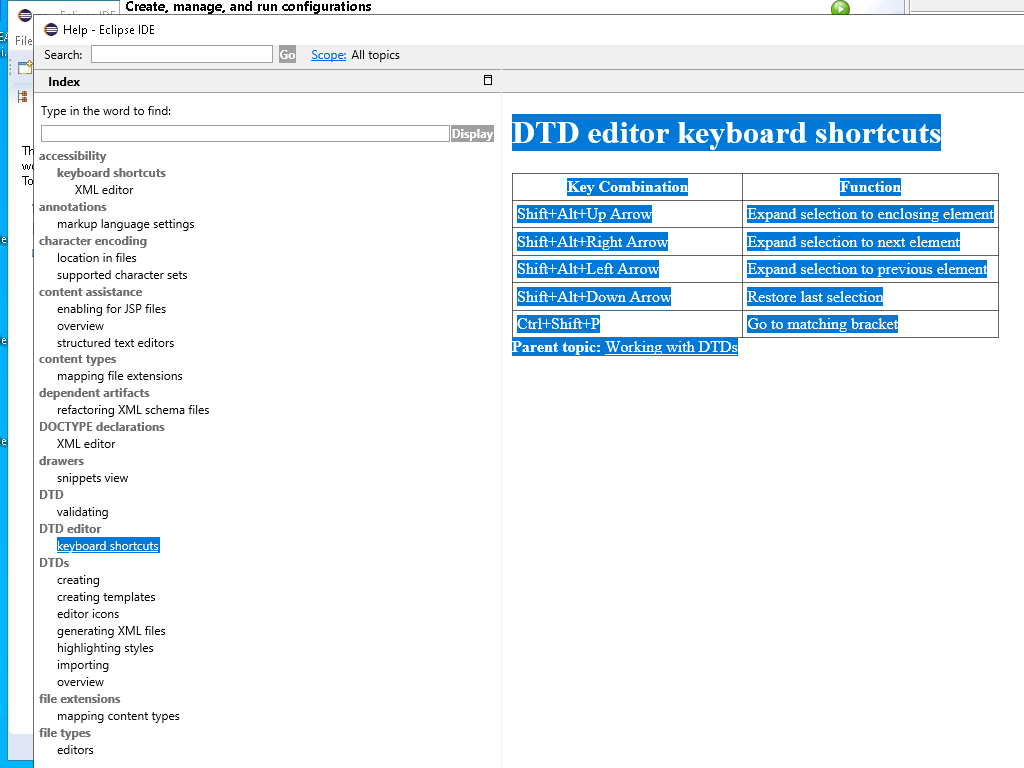 Create, manage, and run configurations
Eclipse IDE
File
Help - Eclipse IDE
Search:
Go
Scope: All topics
Index
Type in the word to find:
Display
accessibility
keyboard shortcuts
XML editor
annotations
markup language settings
character encoding
location in files
supported character sets
content assistance
enabling for JSP files
overview
structured text editors
content types
mapping file extensions
dependent artifacts
refactoring XML schema files
DOCTYPE declarations
XML editor
drawers
snippets view
DTD
validating
DTD editor
keyboard shortcuts
DTDs
creating
creating templates
editor icons
generating XML files
highlighting styles
importing
overview
file extensions
mapping content types
file types
editors
DTD editor keyboard shortcuts
Key Combination Function
Shift+Alt+Up Arrow Expand selection to enclosing element
Shift+Alt+Right Arrow Expand selection to next element
Shift+Alt+Left Arrow Expand selection to previous element
Shift+Alt+Down Arrow Restore last selection
Ctrl+Shift+P Go to matching bracket
Parent topic: Working with DTDs